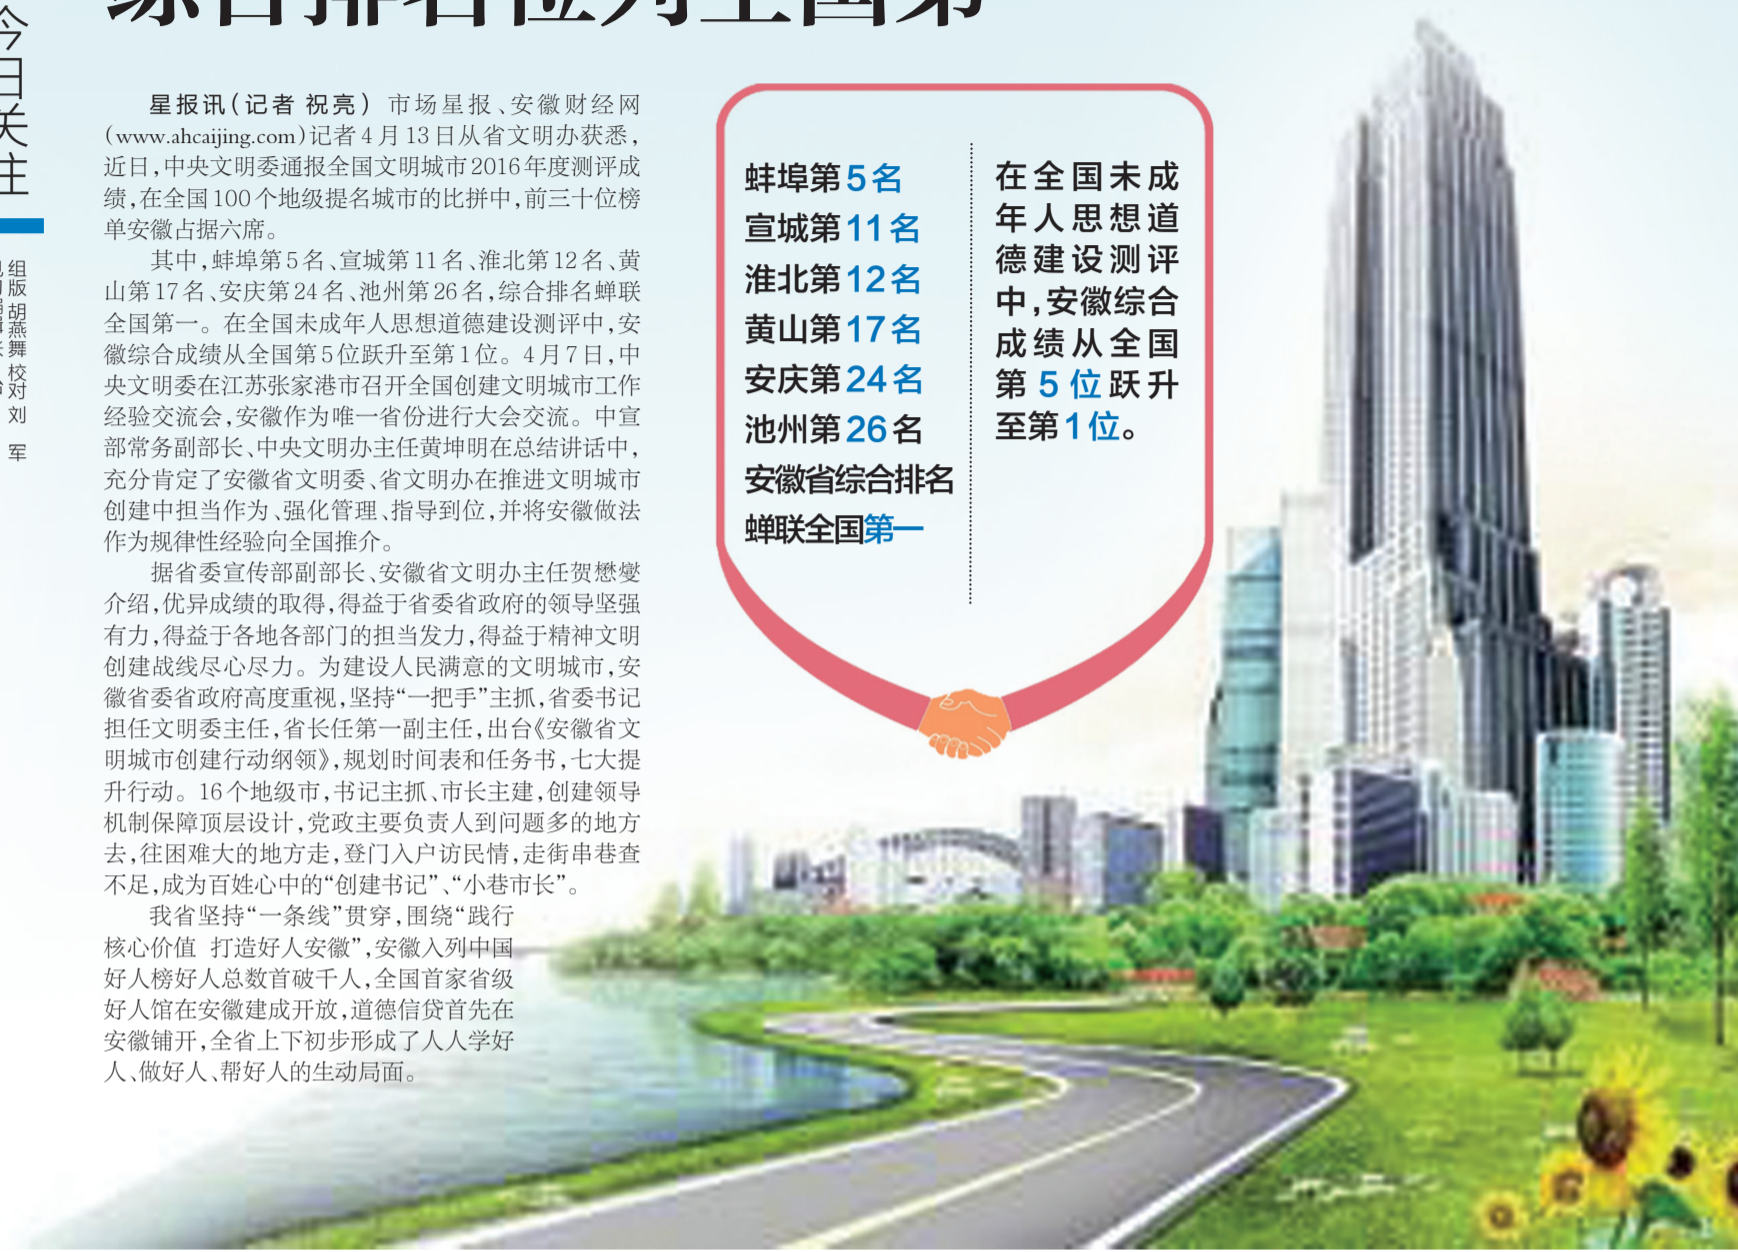 综合排名位列全国第一
今日关注
组版 胡燕舞 校对 刘 军
星报讯(记者 祝亮) 市场星报、安徽财经网
(www.ahcaijing.com)记者4月13日从省文明办获悉,
近日,中央文明委通报全国文明城市2016年度测评成
绩,在全国100个地级提名城市的比拼中,前三十位榜
单安徽占据六席。
其中,蚌埠第5名、宣城第11名、淮北第12名、黄
山第17名、安庆第24名、池州第26名,综合排名蝉联
全国第一。在全国未成年人思想道德建设测评中,安
徽综合成绩从全国第5位跃升至第1位。4月7日,中
央文明委在江苏张家港市召开全国创建文明城市工作
经验交流会,安徽作为唯一省份进行大会交流。中宣
部常务副部长、中央文明办主任黄坤明在总结讲话中,
充分肯定了安徽省文明委、省文明办在推进文明城市
创建中担当作为、强化管理、指导到位,并将安徽做法
作为规律性经验向全国推介。
据省委宣传部副部长、安徽省文明办主任贺懋燮
介绍,优异成绩的取得,得益于省委省政府的领导坚强
有力,得益于各地各部门的担当发力,得益于精神文明
创建战线尽心尽力。为建设人民满意的文明城市,安
徽省委省政府高度重视,坚持“一把手”主抓,省委书记
担任文明委主任,省长任第一副主任,出台《安徽省文
明城市创建行动纲领》,规划时间表和任务书,七大提
升行动。16个地级市,书记主抓、市长主建,创建领导
机制保障顶层设计,党政主要负责人到问题多的地方
去,往困难大的地方走,登门入户访民情,走街串巷查
不足,成为百姓心中的“创建书记”、“小巷市长”。
我省坚持“一条线”贯穿,围绕“践行
核心价值 打造好人安徽”,安徽入列中国
好人榜好人总数首破千人,全国首家省级
好人馆在安徽建成开放,道德信贷首先在
安徽铺开,全省上下初步形成了人人学好
人、做好人、帮好人的生动局面。
蚌埠第5名
宣城第11名
淮北第12名
黄山第17名
安庆第24名
池州第26名
安徽省综合排名
蝉联全国第一
在全国未成
年人思想道
德建设测评
中,安徽综合
成绩从全国
第5位跃升
至第1位。